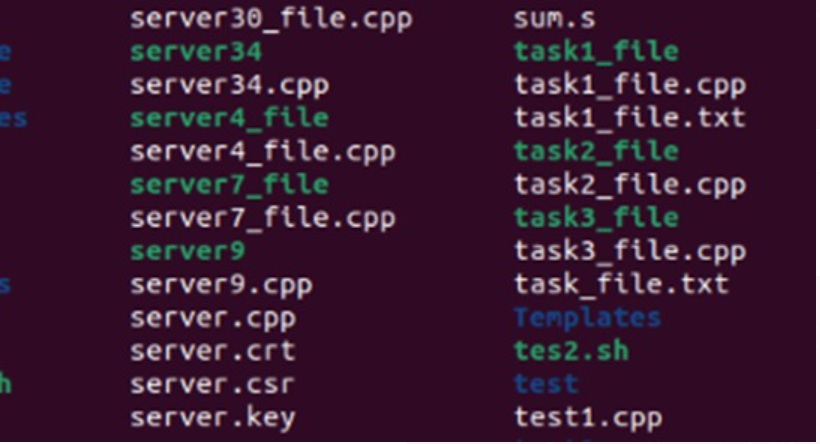 server30_file.cpp sum.s
e server34 task1_file
e server34.cpp task1_file.cpp
es server4_file task1_file.txt
server4_file.cpp task2_file
server7_file task2_file.cpp
server7_file.cpp task3_file
server9 task3_file.cpp
s server9.cpp task_file.txt
server.cpp Templates
server.crt tes2.sh
h server.csr test
server.key test1.cpp